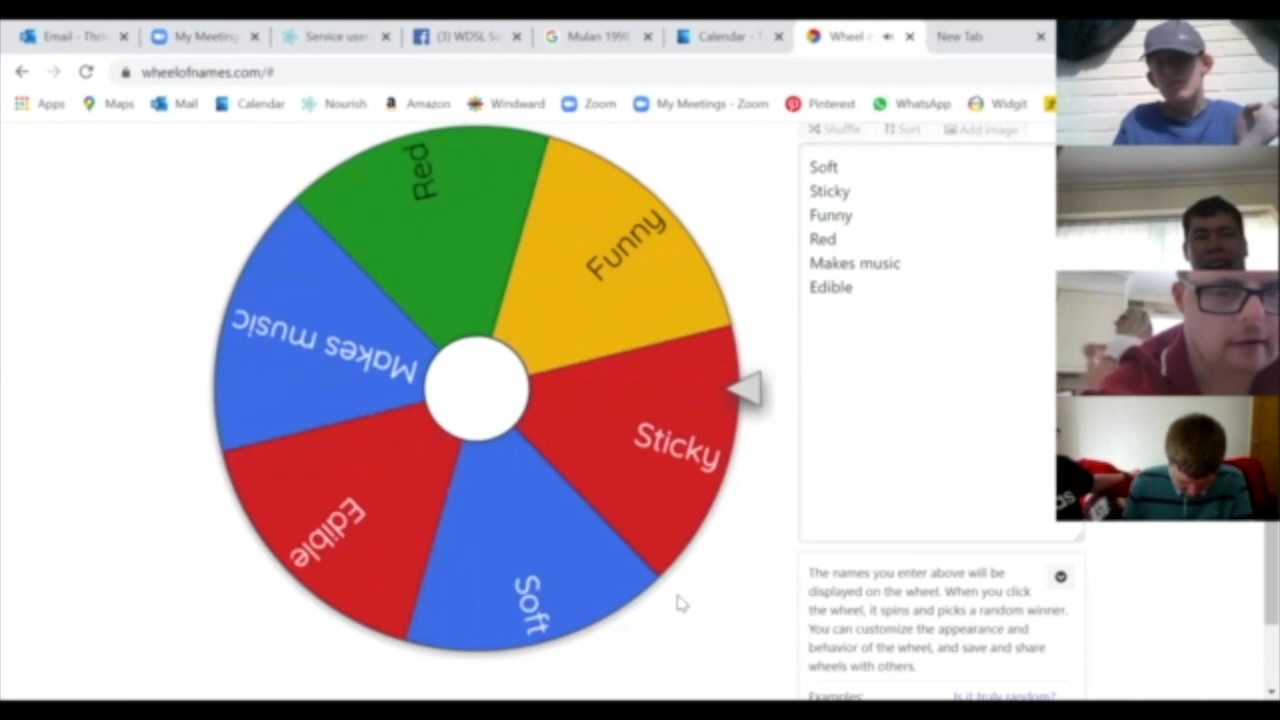 Email - Thri
My Meeting
Service user
(3) WDSL S
Mulan 199
Calendar - T
Wheel o
New Tab
wheelofnames.com/#
Apps Maps Mail Calendar Nourish Amazon Windward Zoom My Meetings - Zoom Pinterest WhatsApp Widgit
Shuffle Sort Add image
Soft
Sticky
Funny
Red
Makes music
Edible
Red
Funny
Makes music
Sticky
Edible
Soft
The names you enter above will be
displayed on the wheel. When you click
the wheel, it spins and picks a random winner.
You can customize the appearance and
behavior of the wheel, and save and share
wheels with others.
Examples: Is it truly random?